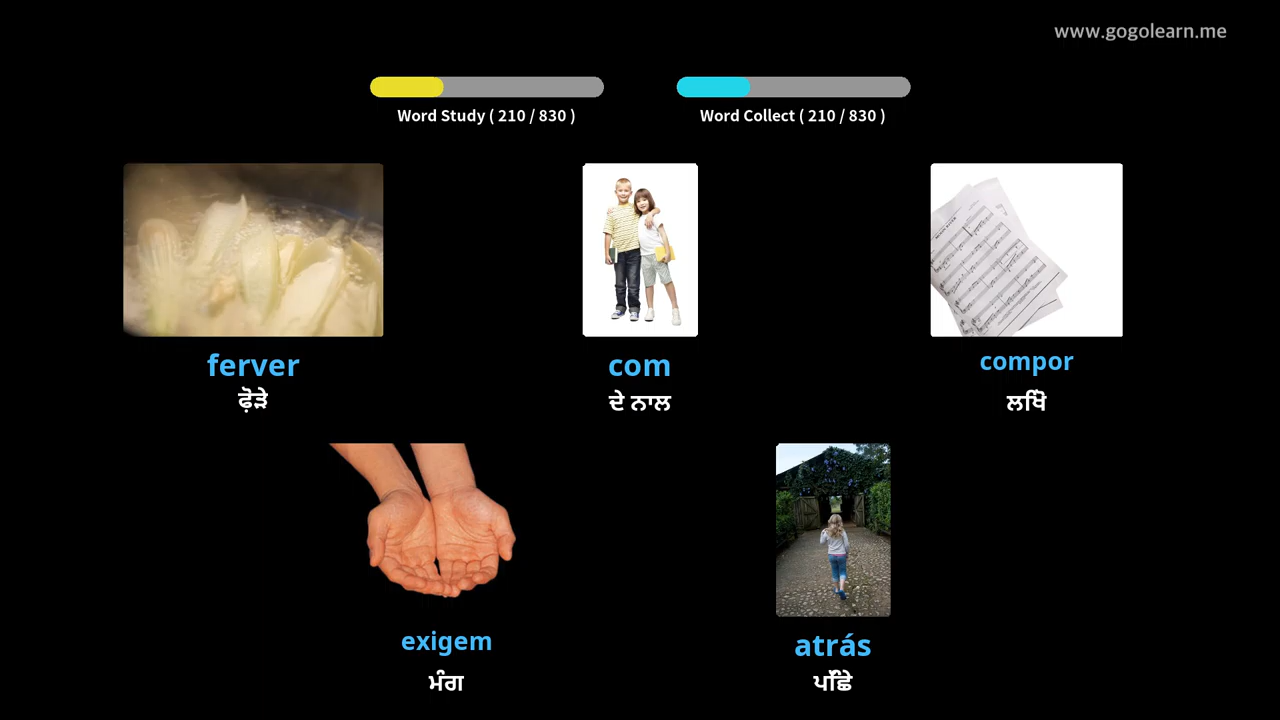 www.gogolearn.me
Word Study ( 210 / 830 )
Word Collect ( 210 / 830 )
ferver
ਫ਼ੋੜੇ
com
ਦੇ ਨਾਲ
compor
ਲਿਖੋ
exigem
ਮੰਗ
atrás
ਪਿੱਛੇ